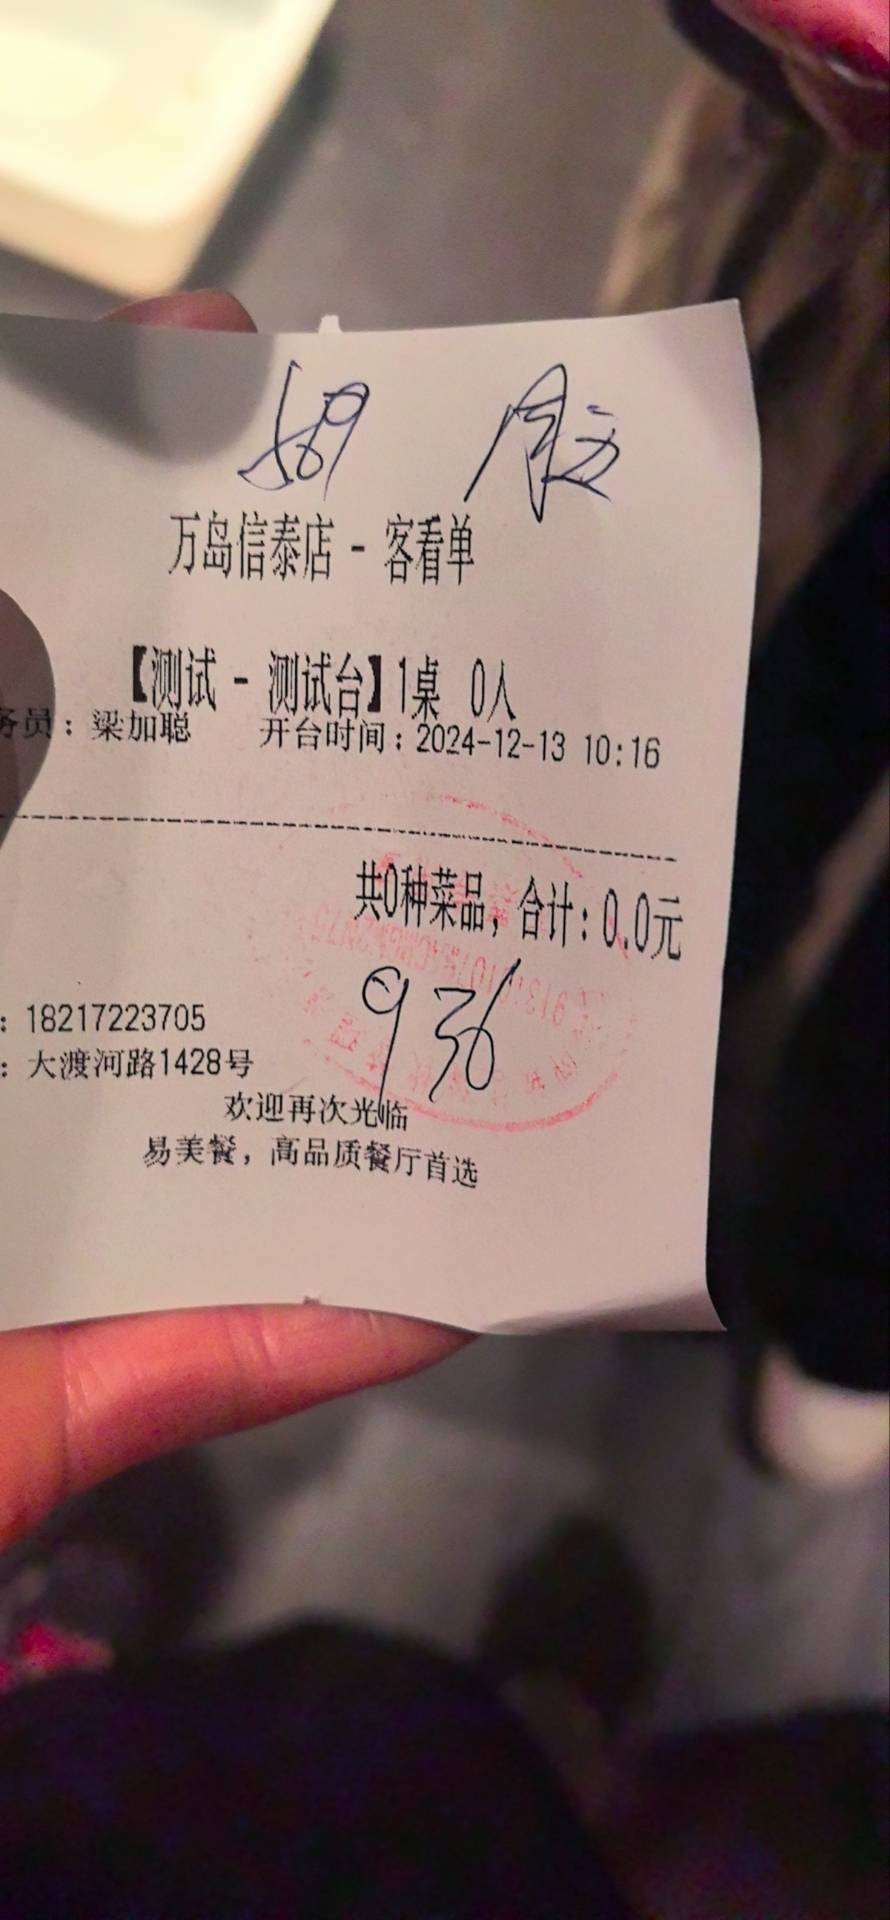 569 周五
万岛信泰店 - 客看单
【测试 - 测试台】1桌 0人
务员：梁加聪 开台时间：2024-12-13 10:16
共0种菜品，合计：0.0元
936
：18217223705
：大渡河路1428号
欢迎再次光临
易美餐，高品质餐厅首选